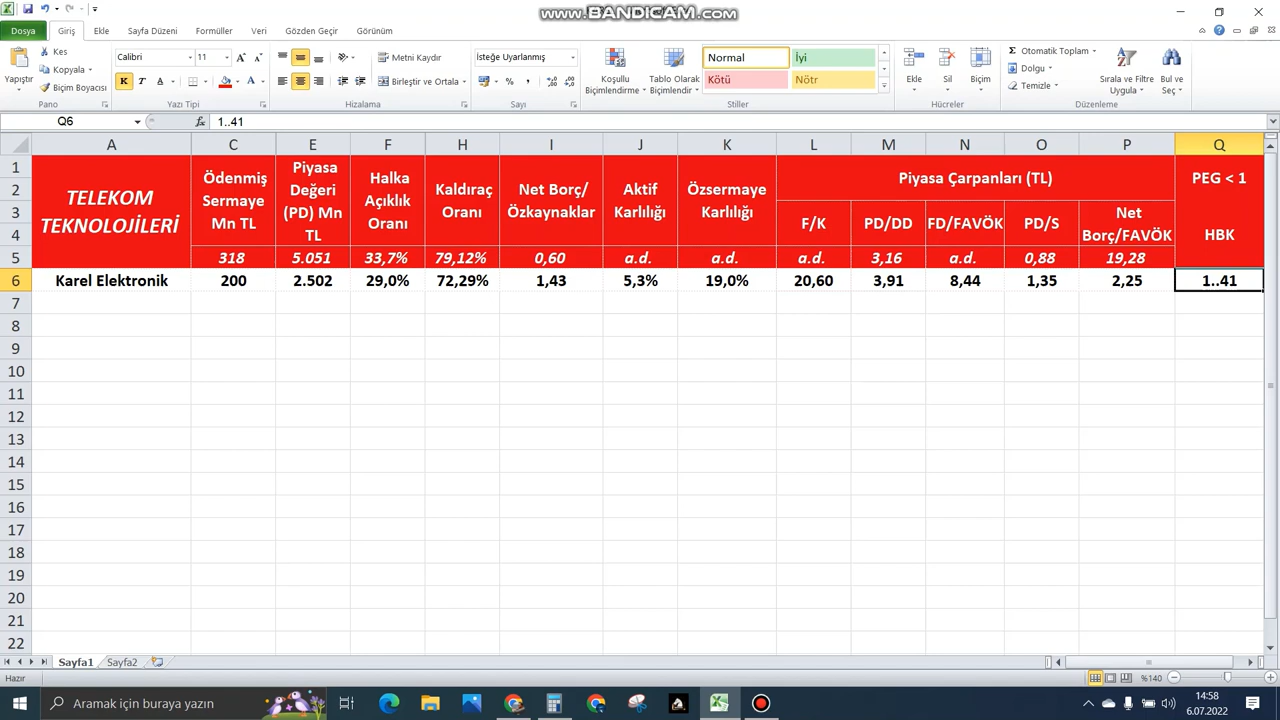 www.BANDICAM.com
Dosya Giriş Ekle Sayfa Düzeni Formüller Veri Gözden Geçir Görünüm
Yapıştır
Kes
Kopyala
Biçim Boyacısı
Pano
Calibri 11
K T A
Yazı Tipi
Metni Kaydır
Birleştir ve Ortala
Hizalama
İsteğe Uyarlanmış
%
Sayı
Koşullu Biçimlendirme
Tablo Olarak Biçimlendir
Normal İyi
Kötü Nötr
Stiller
Ekle Sil Biçim
Hücreler
Otomatik Toplam
Dolgu
Temizle
Sırala ve Filtre Uygula
Bul ve Seç
Düzenleme
Q6 fx 1..41
A C E F H I J K L M N O P Q
1
2
3
4
5
TELEKOM
TEKNOLOJİLERİ
Ödenmiş
Sermaye
Mn TL
Piyasa
Değeri
(PD) Mn
TL
Halka
Açıklık
Oranı
Kaldıraç
Oranı
Net Borç/
Özkaynaklar
Aktif
Karlılığı
Özsermaye
Karlılığı
Piyasa Çarpanları (TL)
F/K PD/DD FD/FAVÖK PD/S
Net
Borç/FAVÖK
PEG < 1
HBK
318 5.051 33,7% 79,12% 0,60 a.d. a.d. a.d. 3,16 a.d. 0,88 19,28
6 Karel Elektronik 200 2.502 29,0% 72,29% 1,43 5,3% 19,0% 20,60 3,91 8,44 1,35 2,25 1..41
7
8
9
10
11
12
13
14
15
16
17
18
19
20
21
22
Sayfa1 Sayfa2
Hazır %140
Aramak için buraya yazın
14:58
6.07.2022